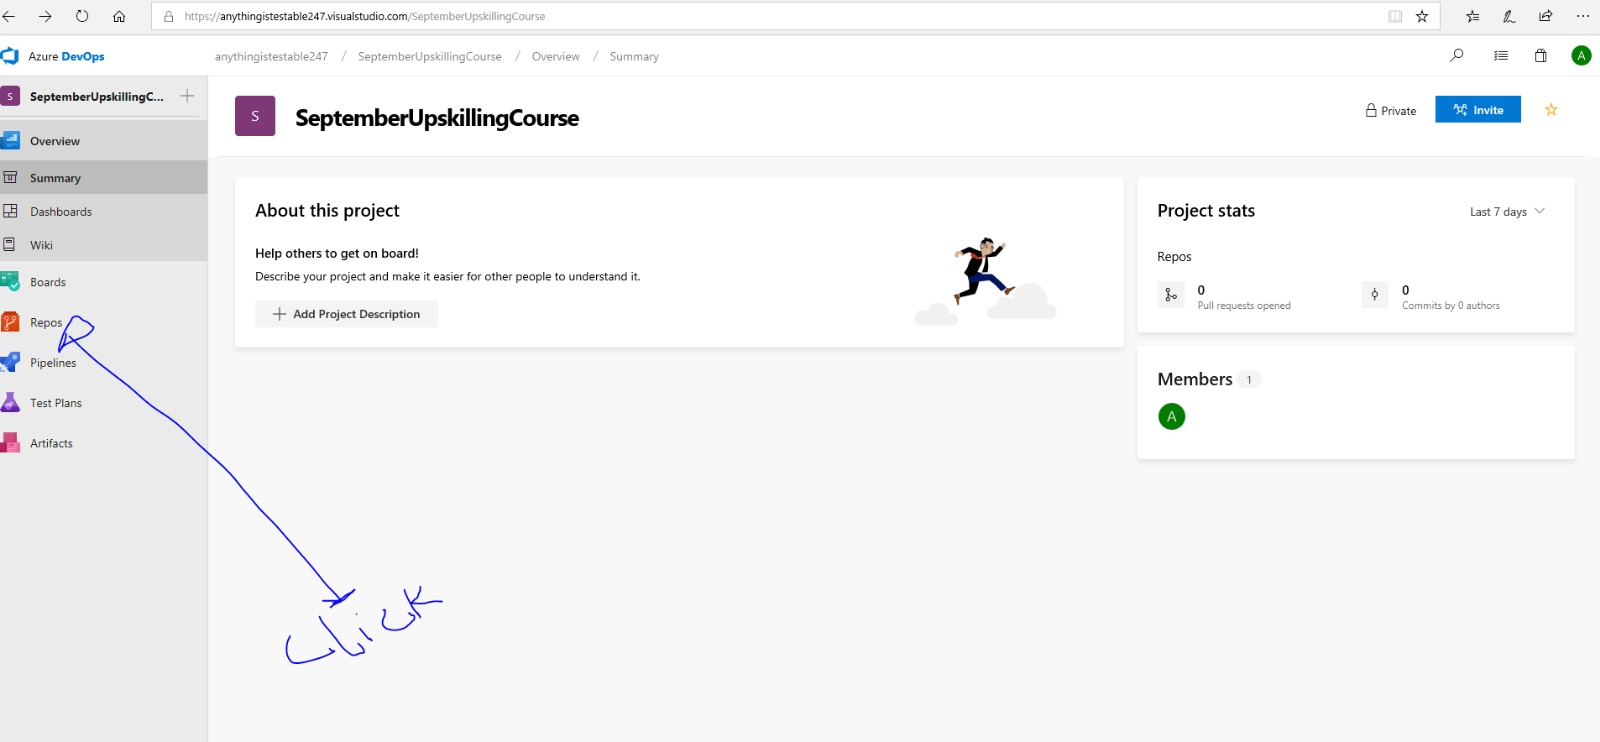 https://anythingistestable247.visualstudio.com/SeptemberUpskillingCourse
Azure DevOps
anythingistestable247 / SeptemberUpskillingCourse / Overview / Summary
A
S SeptemberUpskillingC...
Overview
Summary
Dashboards
Wiki
Boards
Repos
Pipelines
Test Plans
Artifacts
S SeptemberUpskillingCourse
Private
Invite
About this project
Help others to get on board!
Describe your project and make it easier for other people to understand it.
+ Add Project Description
Project stats
Last 7 days
Repos
0
Pull requests opened
0
Commits by 0 authors
Members 1
A
click